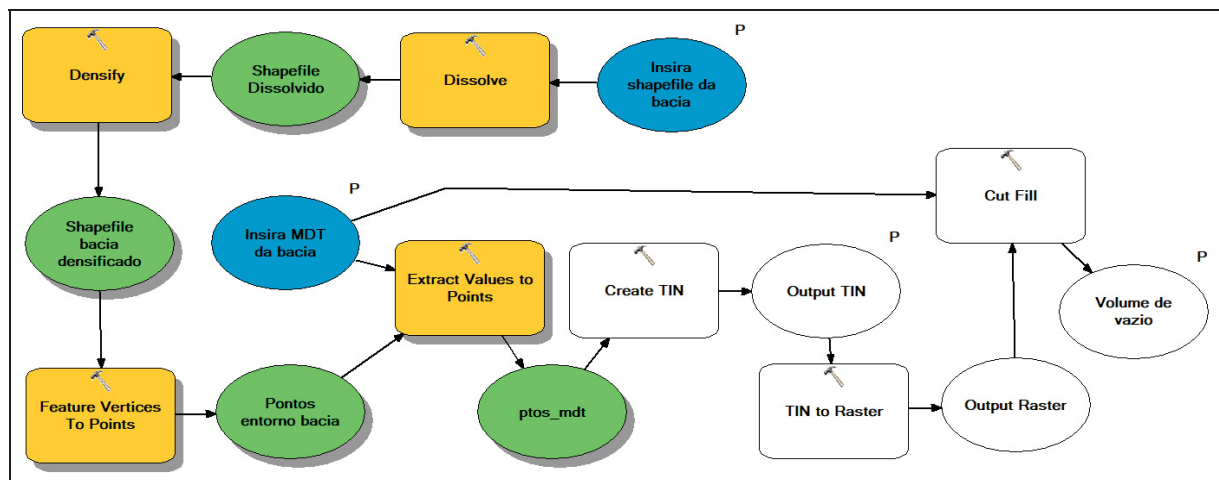 P
Densify
Shapefile
Dissolvido
Dissolve
Insira
shapefile da
bacia
P
Cut Fill
Shapefile
bacia
densificado
Insira MDT
da bacia
Extract Values to
Points
P
Create TIN
Output TIN
P
Volume de
vazio
Feature Vertices
To Points
Pontos
entorno bacia
ptos_mdt
TIN to Raster
Output Raster